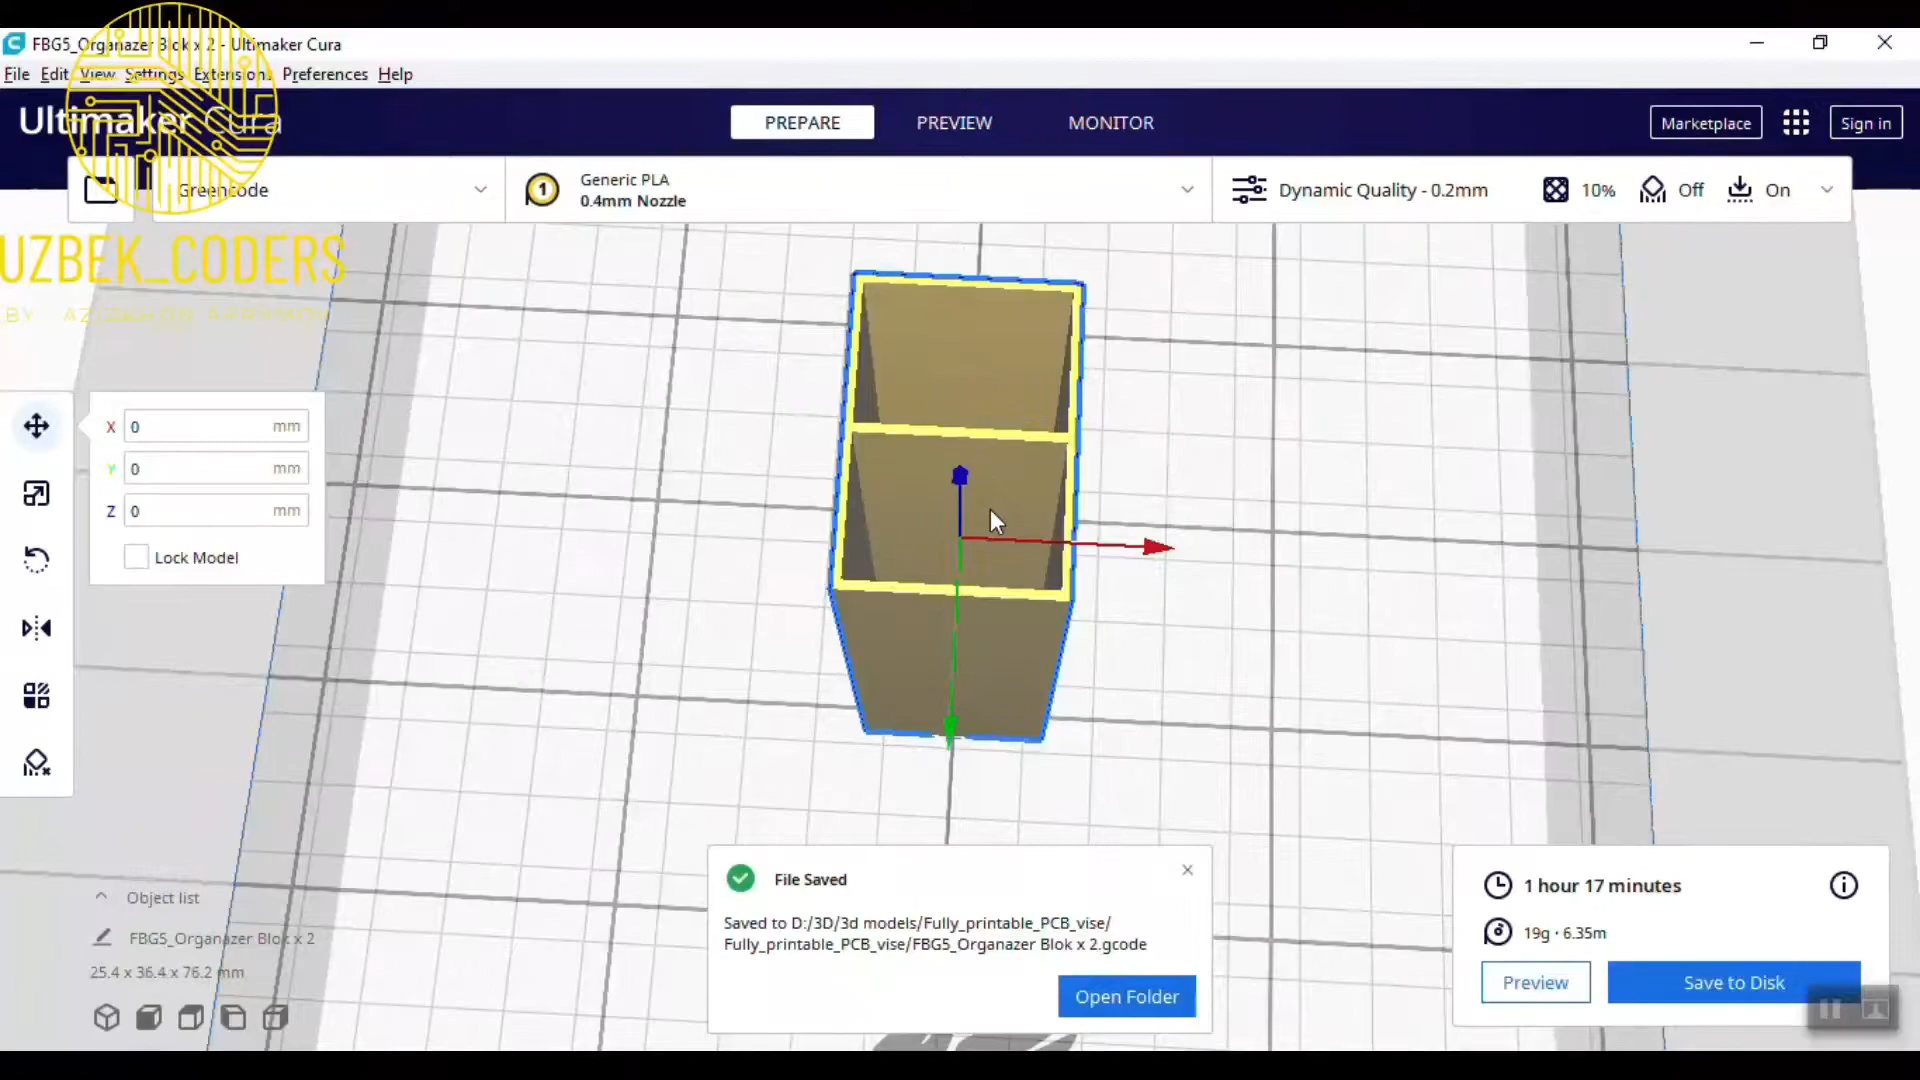 FBG5_Organazer Blok x 2 - Ultimaker Cura
File Edit View Settings Extensions Preferences Help
Ultimaker Cura
PREPARE PREVIEW MONITOR
Marketplace Sign in
Greencode
Generic PLA
0.4mm Nozzle
1
Dynamic Quality - 0.2mm 10% Off On
UZBEK_CODERS
BY
X 0 mm
Y 0 mm
Z 0 mm
Lock Model
Object list
FBG5_Organazer Blok x 2
25.4 x 36.4 x 76.2 mm
File Saved
Saved to D:/3D/3d models/Fully_printable_PCB_vise/
Fully_printable_PCB_vise/FBG5_Organazer Blok x 2.gcode
Open Folder
1 hour 17 minutes
19g · 6.35m
Preview Save to Disk